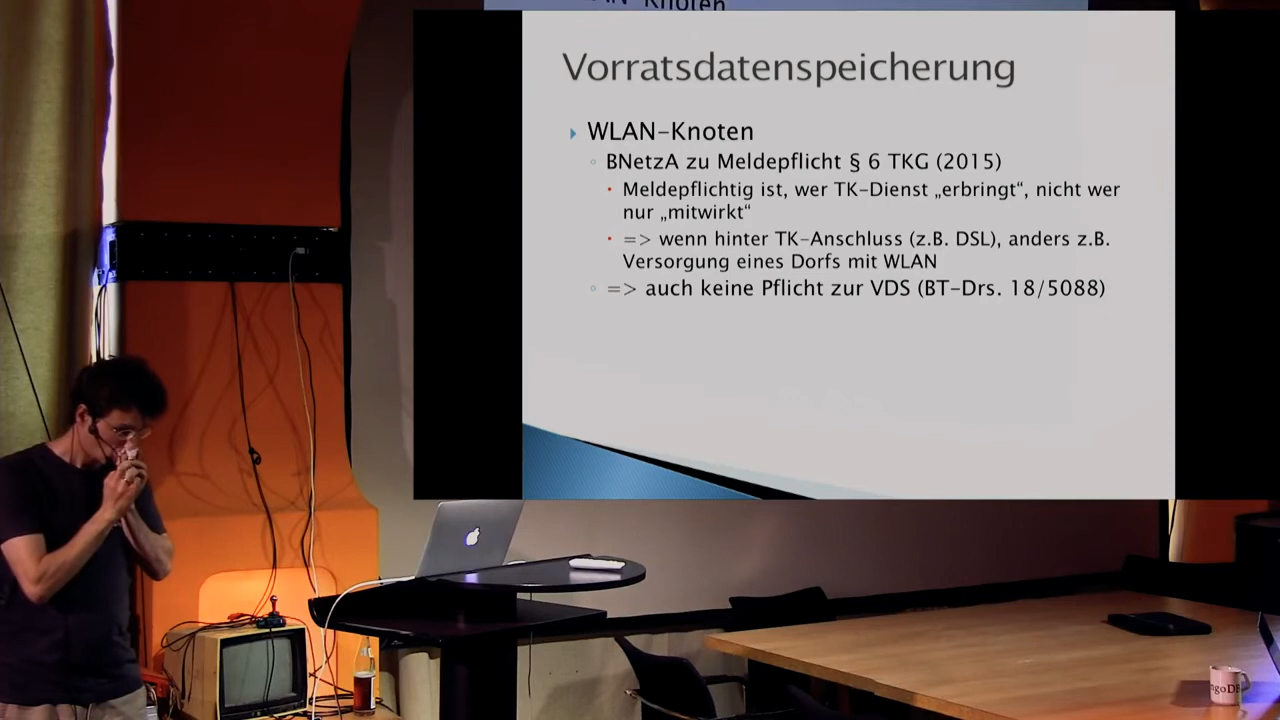 Knoten
Vorratsdatenspeicherung
WLAN-Knoten
BNetzA zu Meldepflicht § 6 TKG (2015)
Meldepflichtig ist, wer TK-Dienst „erbringt“, nicht wer
nur „mitwirkt“
=> wenn hinter TK-Anschluss (z.B. DSL), anders z.B.
Versorgung eines Dorfs mit WLAN
=> auch keine Pflicht zur VDS (BT-Drs. 18/5088)